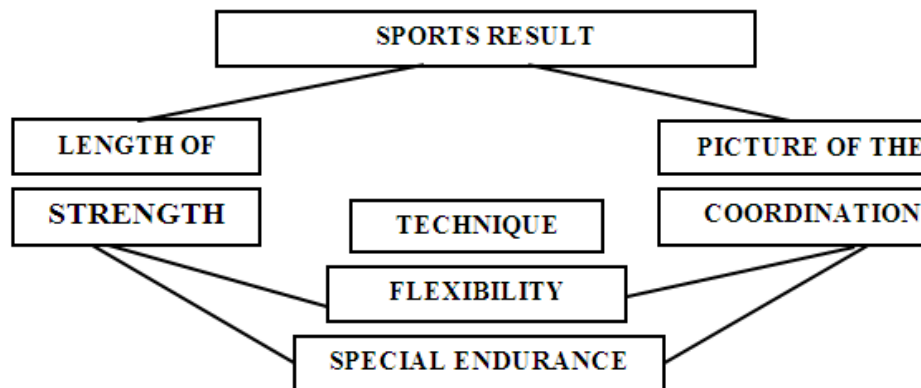 SPORTS RESULT
LENGTH OF
PICTURE OF THE
STRENGTH
TECHNIQUE
COORDINATION
FLEXIBILITY
SPECIAL ENDURANCE